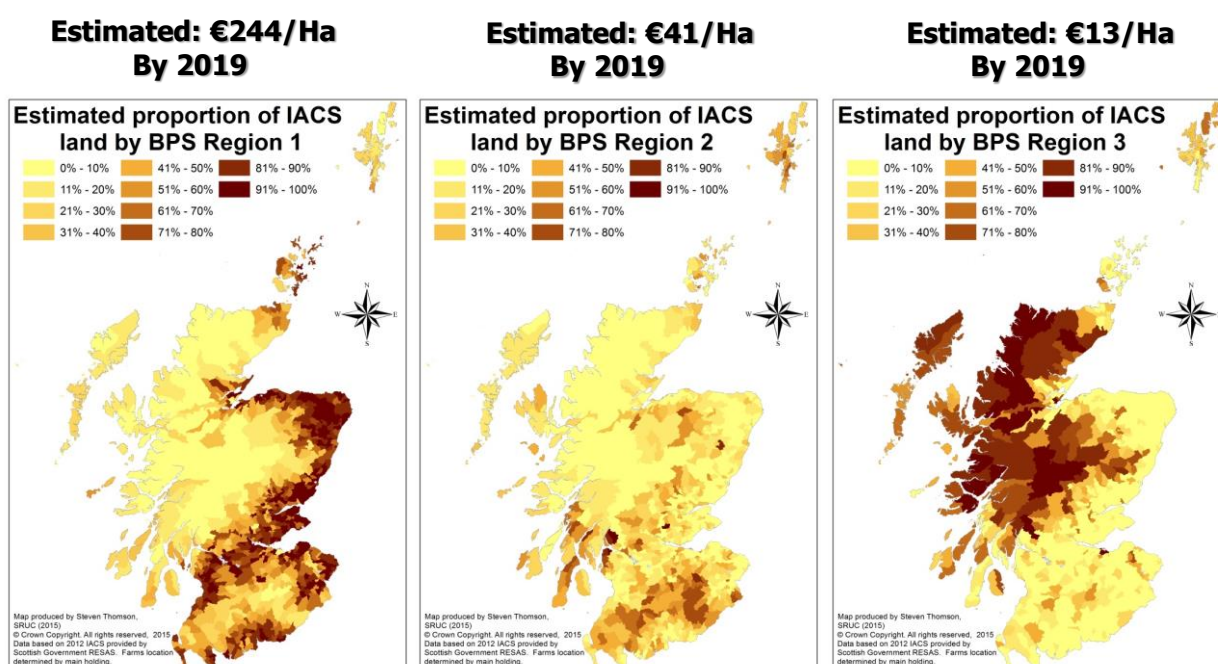 Estimated: €244/Ha
By 2019
Estimated proportion of IACS
land by BPS Region 1
0% - 10%
11% - 20%
21% - 30%
31% - 40%
41% - 50%
51% - 60%
61% - 70%
71% - 80%
81% - 90%
91% - 100%
N
W
E
S
Map produced by Steven Thomson,
SRUC (2015)
© Crown Copyright. All rights reserved, 2015
Data based on 2012 IACS provided by
Scottish Government RESAS. Farms location
determined by main holding.
Estimated: €41/Ha
By 2019
Estimated proportion of IACS
land by BPS Region 2
0% - 10%
11% - 20%
21% - 30%
31% - 40%
41% - 50%
51% - 60%
61% - 70%
71% - 80%
81% - 90%
91% - 100%
N
W
E
S
Map produced by Steven Thomson,
SRUC (2015)
© Crown Copyright. All rights reserved, 2015
Data based on 2012 IACS provided by
Scottish Government RESAS. Farms location
determined by main holding.
Estimated: €13/Ha
By 2019
Estimated proportion of IACS
land by BPS Region 3
0% - 10%
11% - 20%
21% - 30%
31% - 40%
41% - 50%
51% - 60%
61% - 70%
71% - 80%
81% - 90%
91% - 100%
N
W
E
S
Map produced by Steven Thomson,
SRUC (2015)
© Crown Copyright. All rights reserved, 2015
Data based on 2012 IACS provided by
Scottish Government RESAS. Farms location
determined by main holding.